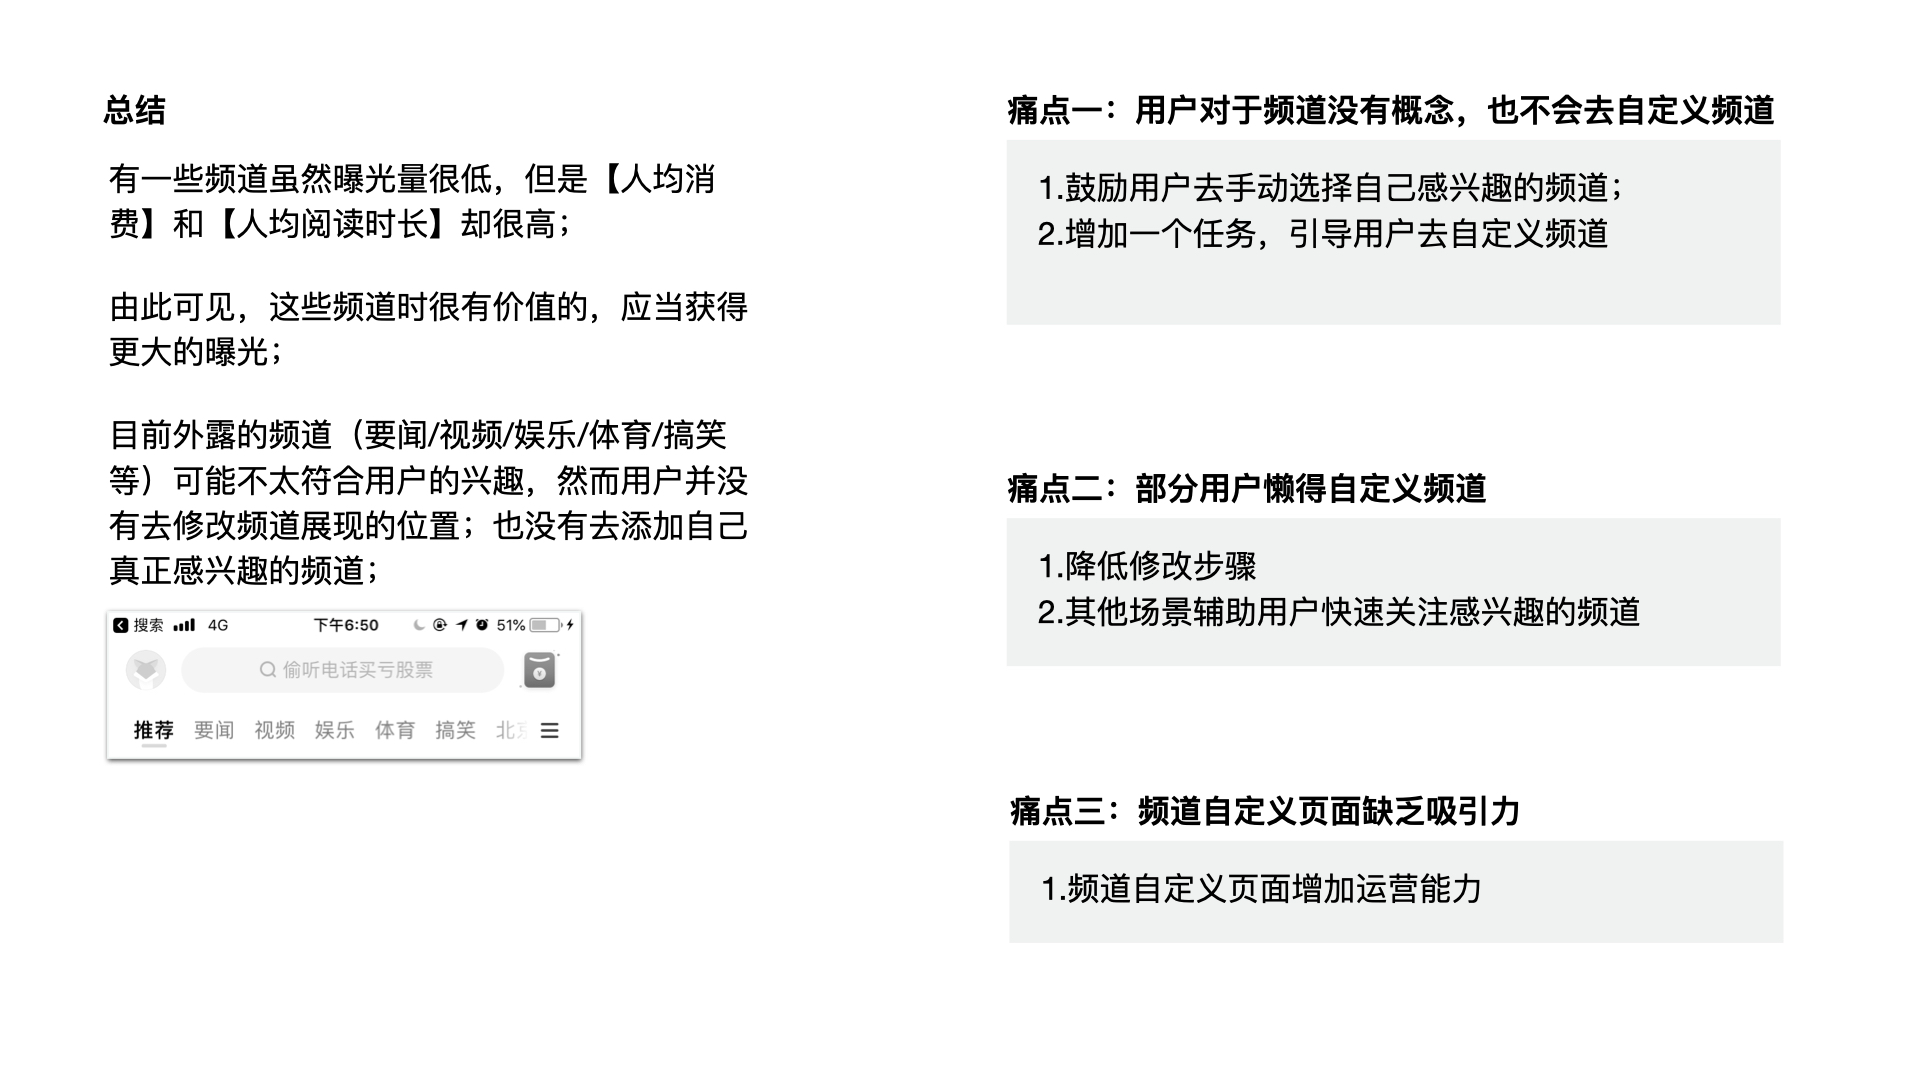 总结
有一些频道虽然曝光量很低，但是【人均消
费】和【人均阅读时长】却很高；
由此可见，这些频道时很有价值的，应当获得
更大的曝光；
目前外露的频道（要闻/视频/娱乐/体育/搞笑
等）可能不太符合用户的兴趣，然而用户并没
有去修改频道展现的位置；也没有去添加自己
真正感兴趣的频道；
搜索 4G 下午6:50 51%
偷听电话买亏股票
推荐 要闻 视频 娱乐 体育 搞笑 北京
痛点一：用户对于频道没有概念，也不会去自定义频道
1.鼓励用户去手动选择自己感兴趣的频道；
2.增加一个任务，引导用户去自定义频道
痛点二：部分用户懒得自定义频道
1.降低修改步骤
2.其他场景辅助用户快速关注感兴趣的频道
痛点三：频道自定义页面缺乏吸引力
1.频道自定义页面增加运营能力